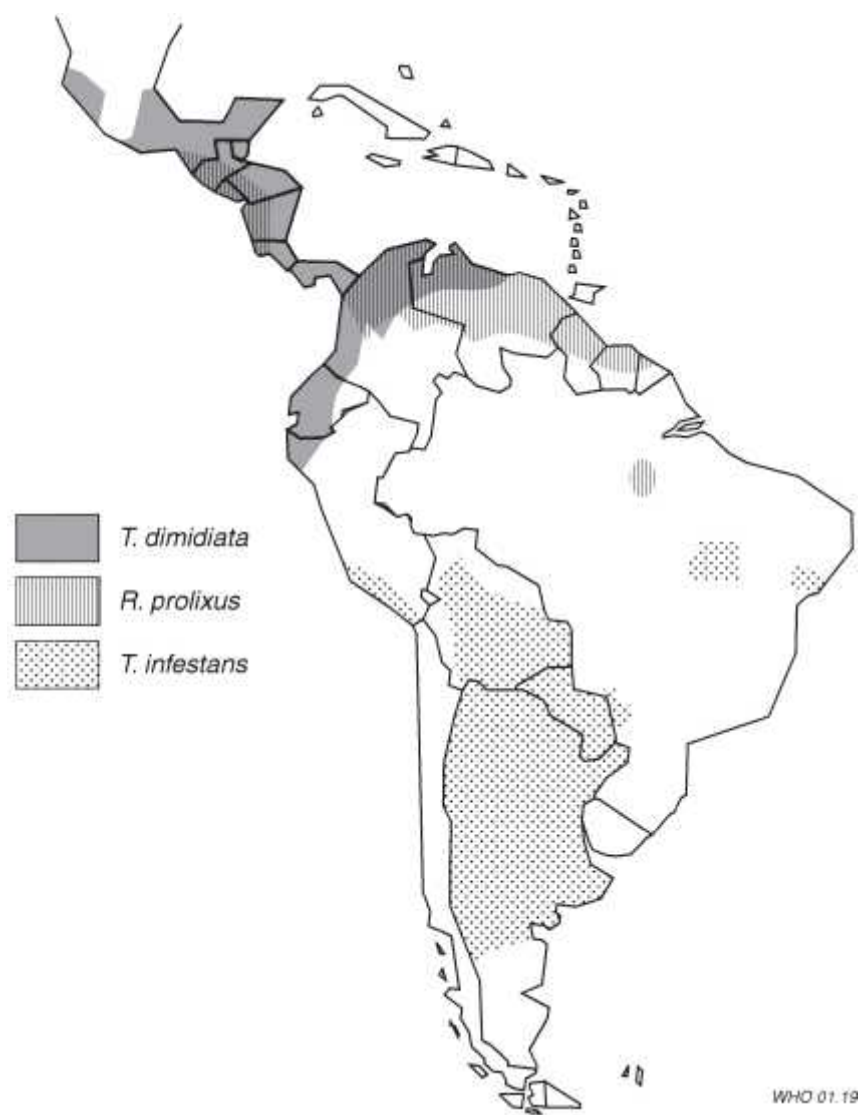 T. dimidiata
R. prolixus
T. infestans
WHO 01.19